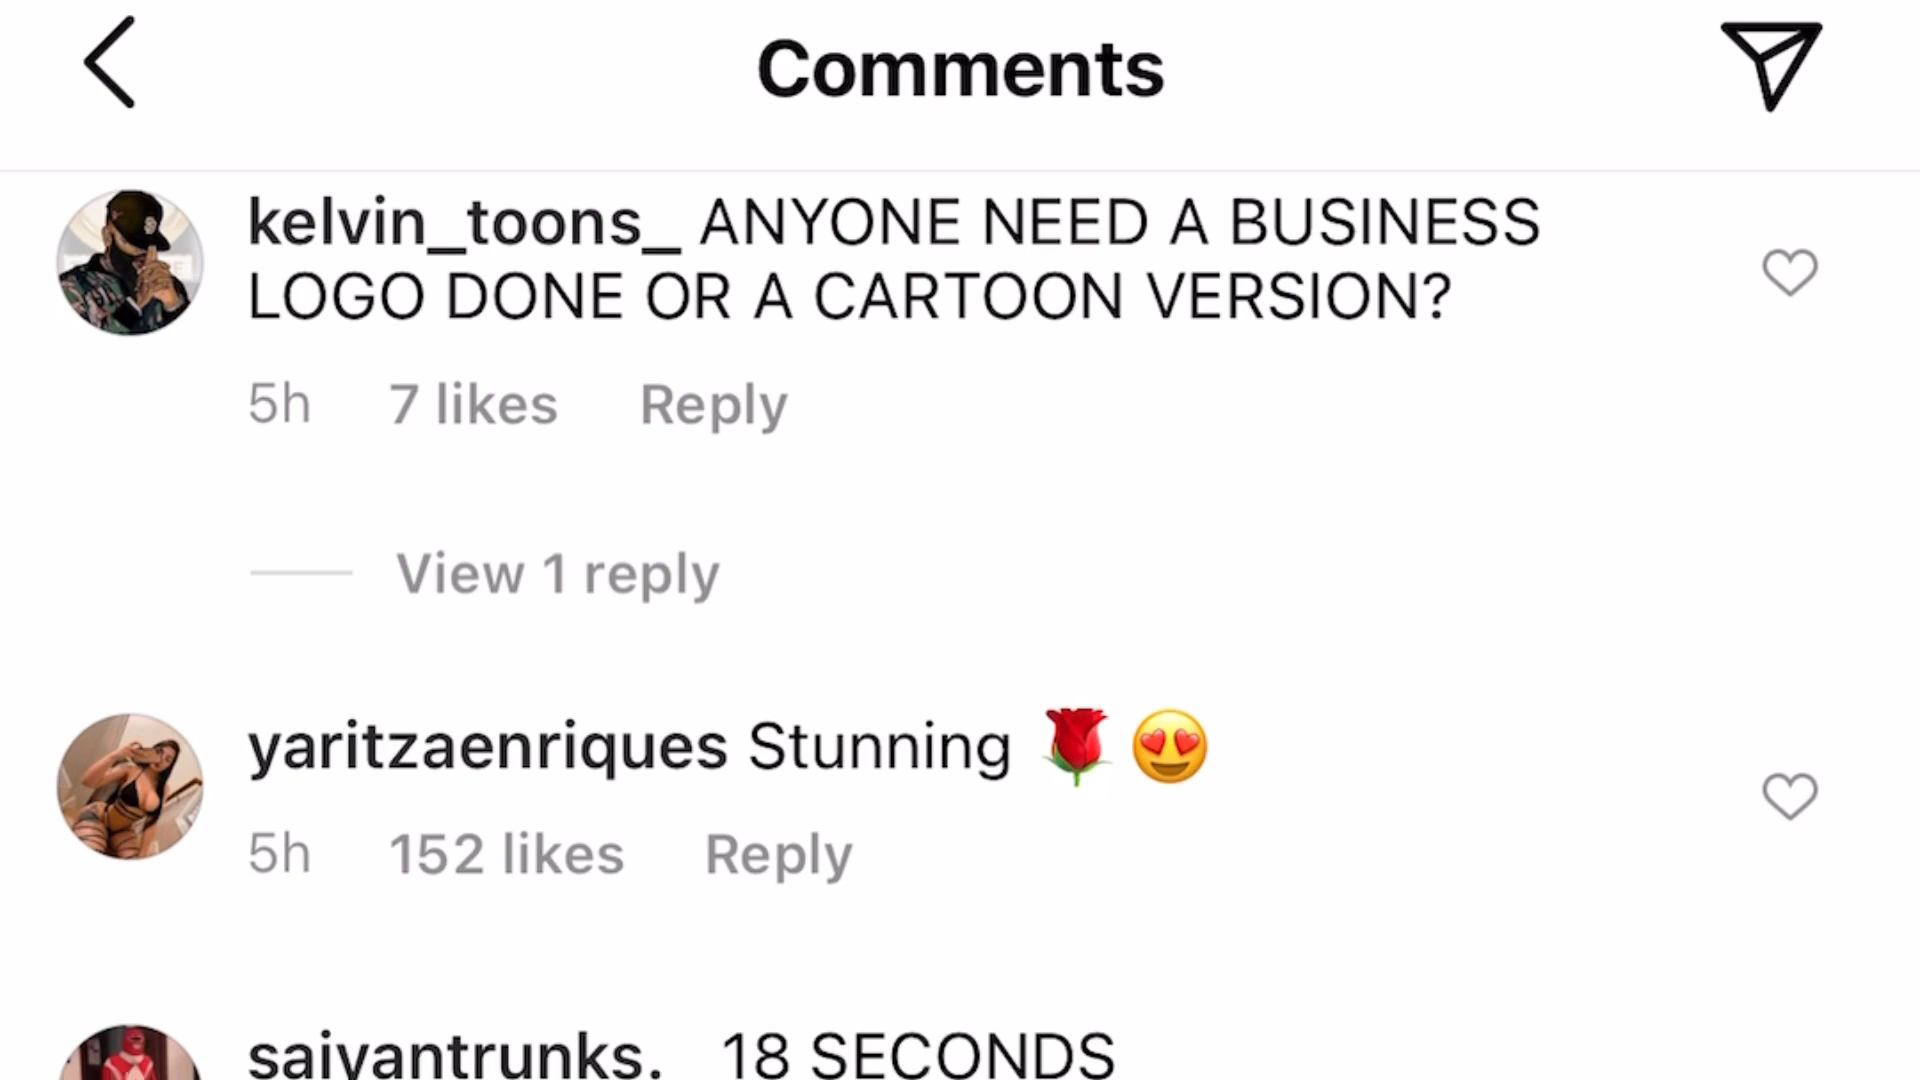 Comments
kelvin_toons_ ANYONE NEED A BUSINESS
LOGO DONE OR A CARTOON VERSION?
5h 7 likes Reply
View 1 reply
yaritzaenriques Stunning 🌹😍
5h 152 likes Reply
saiyantrunks. 18 SECONDS